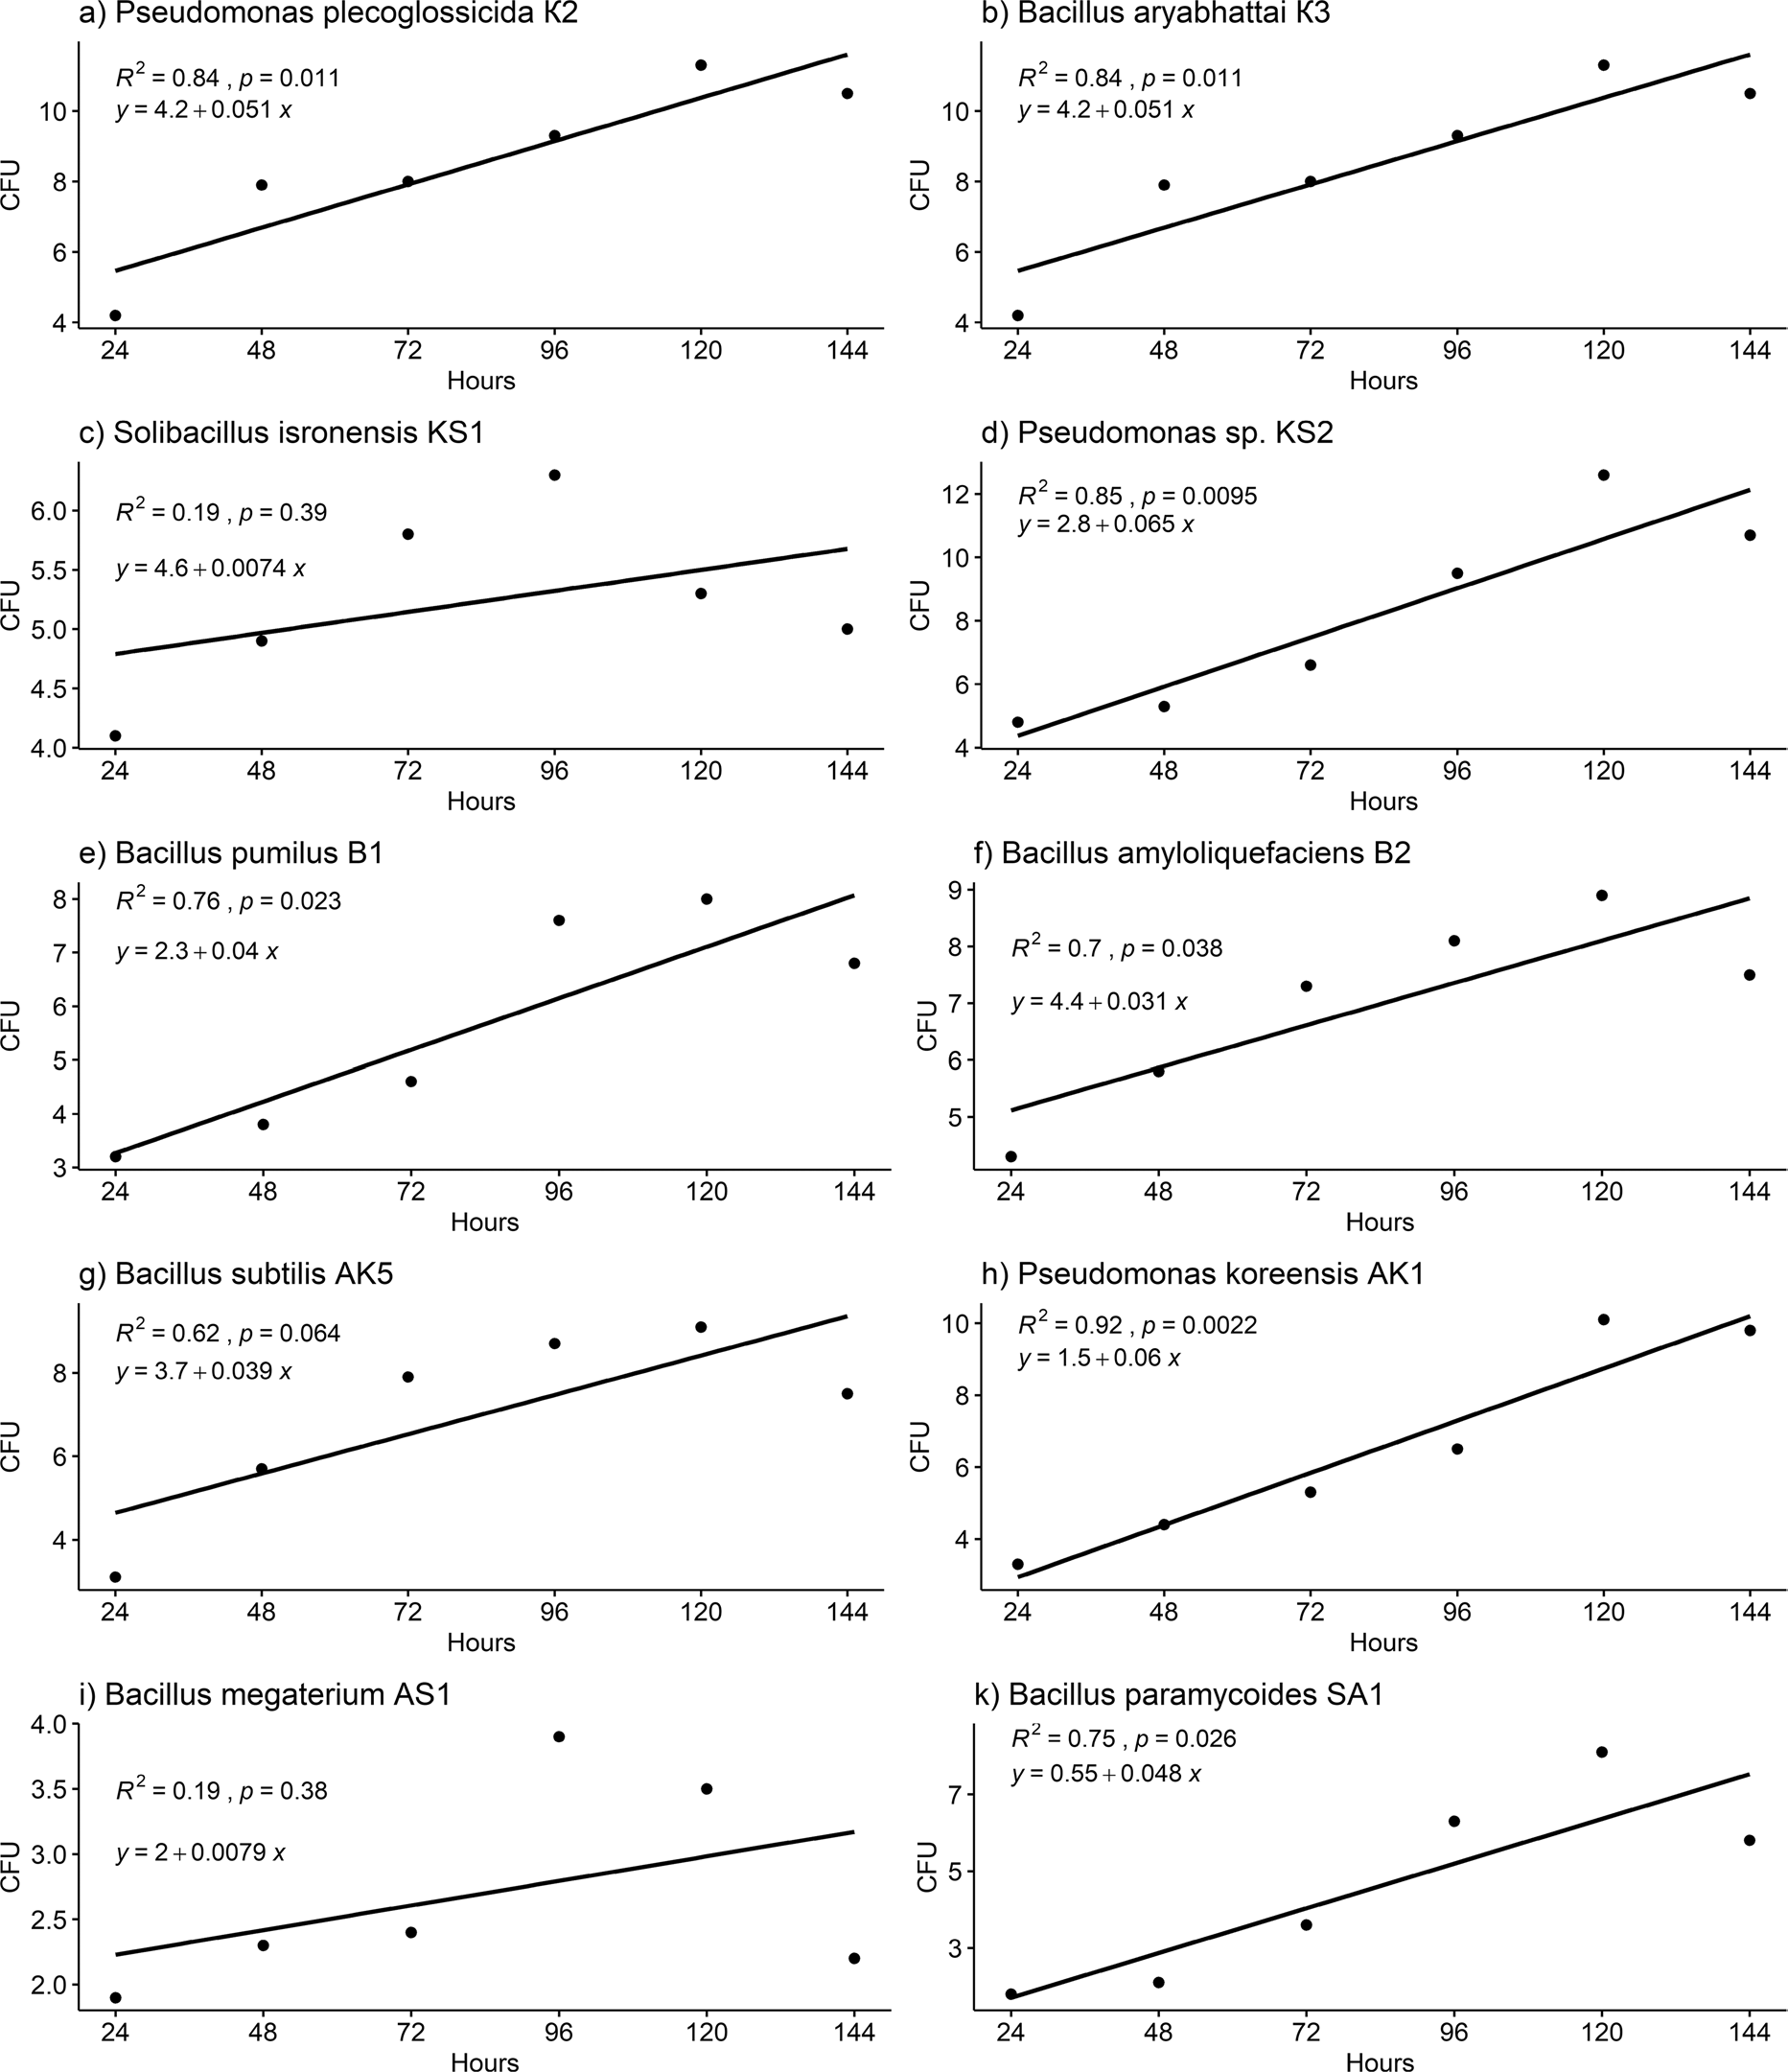 a) Pseudomonas plecoglossicida K2
R2 = 0.84 , p = 0.011
y = 4.2 + 0.051 x
10
8
6
4
CFU
24 48 72 96 120 144
Hours
b) Bacillus aryabhattai K3
R2 = 0.84 , p = 0.011
y = 4.2 + 0.051 x
10
8
6
4
CFU
24 48 72 96 120 144
Hours
c) Solibacillus isronensis KS1
R2 = 0.19 , p = 0.39
y = 4.6 + 0.0074 x
6.0
5.5
5.0
4.5
4.0
CFU
24 48 72 96 120 144
Hours
d) Pseudomonas sp. KS2
R2 = 0.85 , p = 0.0095
y = 2.8 + 0.065 x
12
10
8
6
4
CFU
24 48 72 96 120 144
Hours
e) Bacillus pumilus B1
R2 = 0.76 , p = 0.023
y = 2.3 + 0.04 x
8
7
6
5
4
3
CFU
24 48 72 96 120 144
Hours
f) Bacillus amyloliquefaciens B2
R2 = 0.7 , p = 0.038
y = 4.4 + 0.031 x
9
8
7
6
5
CFU
24 48 72 96 120 144
Hours
g) Bacillus subtilis AK5
R2 = 0.62 , p = 0.064
y = 3.7 + 0.039 x
8
6
4
CFU
24 48 72 96 120 144
Hours
h) Pseudomonas koreensis AK1
R2 = 0.92 , p = 0.0022
y = 1.5 + 0.06 x
10
8
6
4
CFU
24 48 72 96 120 144
Hours
i) Bacillus megaterium AS1
R2 = 0.19 , p = 0.38
y = 2 + 0.0079 x
4.0
3.5
3.0
2.5
2.0
CFU
24 48 72 96 120 144
Hours
k) Bacillus paramycoides SA1
R2 = 0.75 , p = 0.026
y = 0.55 + 0.048 x
7
5
3
CFU
24 48 72 96 120 144
Hours